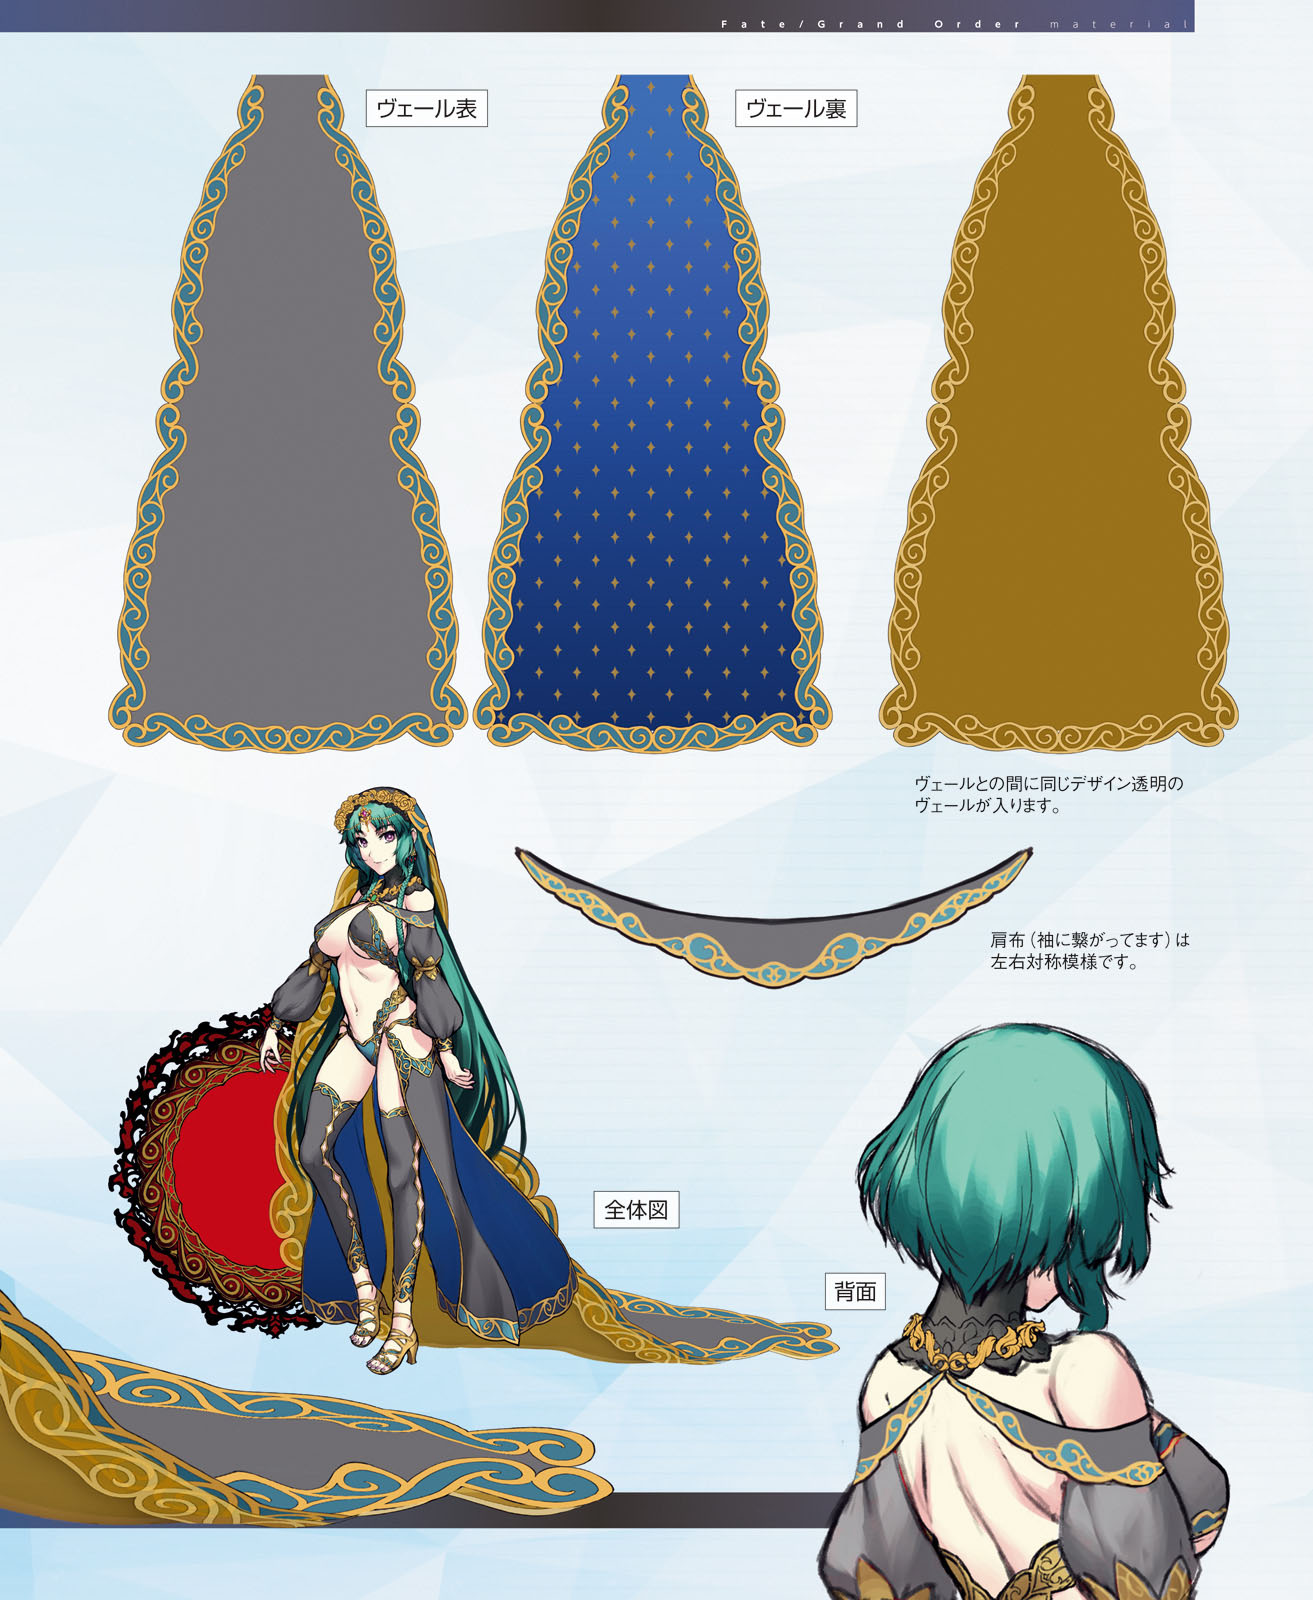 Fate/Grand Order material
ヴェール表
ヴェール裏
ヴェールとの間に同じデザイン透明の
ヴェールが入ります。
肩布（袖に繋がってます）は
左右対称模様です。
全体図
背面